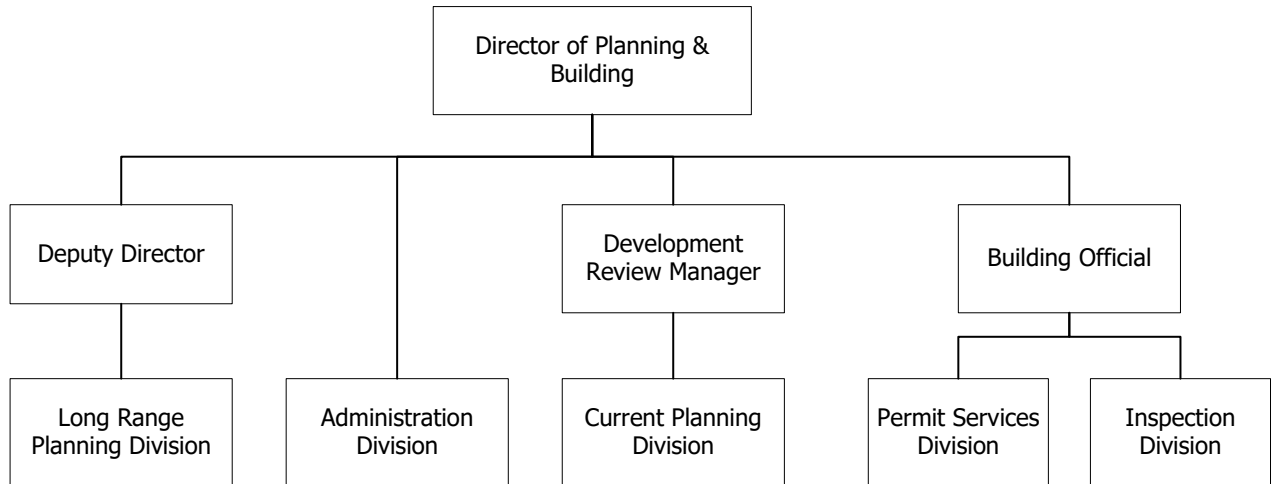 Director of Planning &
Building
Deputy Director
Development
Review Manager
Building Official
Long Range
Planning Division
Administration
Division
Current Planning
Division
Permit Services
Division
Inspection
Division